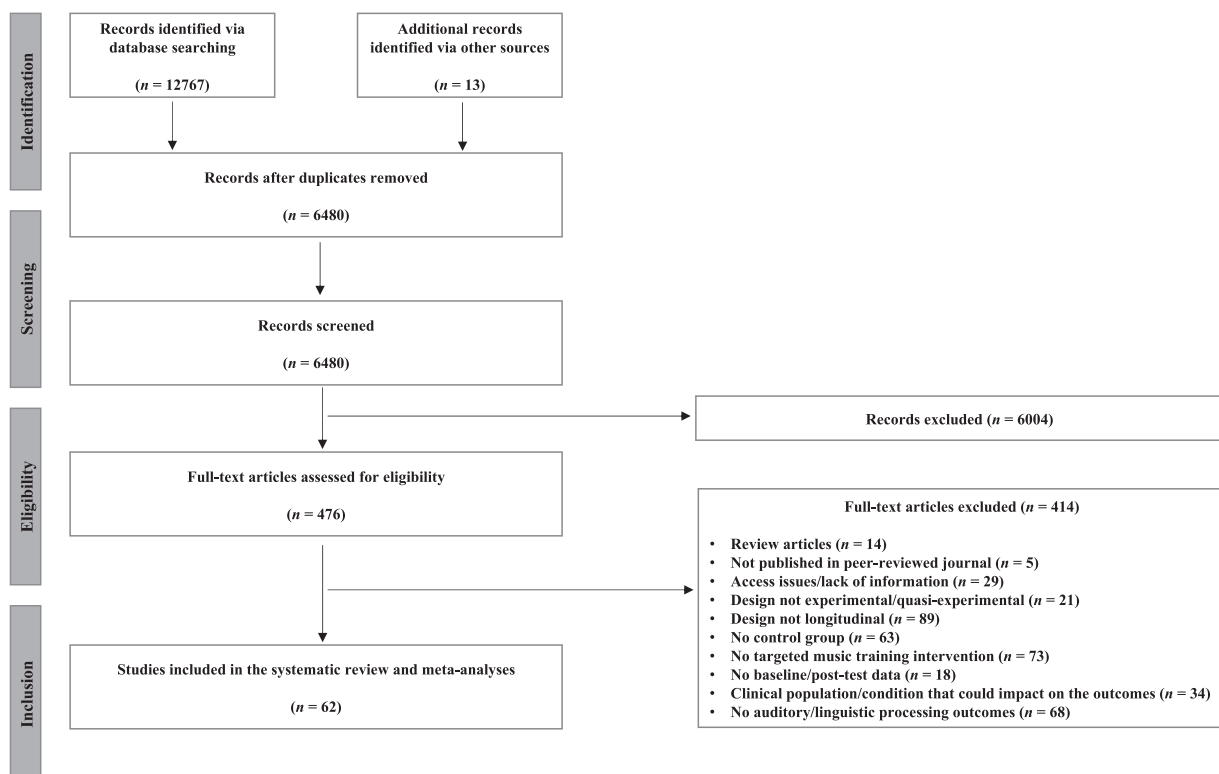 Identification
Records identified via
database searching
(n = 12767)
Additional records
identified via other sources
(n = 13)
Records after duplicates removed
(n = 6480)
Screening
Records screened
(n = 6480)
Records excluded (n = 6004)
Eligibility
Full-text articles assessed for eligibility
(n = 476)
Full-text articles excluded (n = 414)
• Review articles (n = 14)
• Not published in peer-reviewed journal (n = 5)
• Access issues/lack of information (n = 29)
• Design not experimental/quasi-experimental (n = 21)
• Design not longitudinal (n = 89)
• No control group (n = 63)
• No targeted music training intervention (n = 73)
• No baseline/post-test data (n = 18)
• Clinical population/condition that could impact on the outcomes (n = 34)
• No auditory/linguistic processing outcomes (n = 68)
Inclusion
Studies included in the systematic review and meta-analyses
(n = 62)